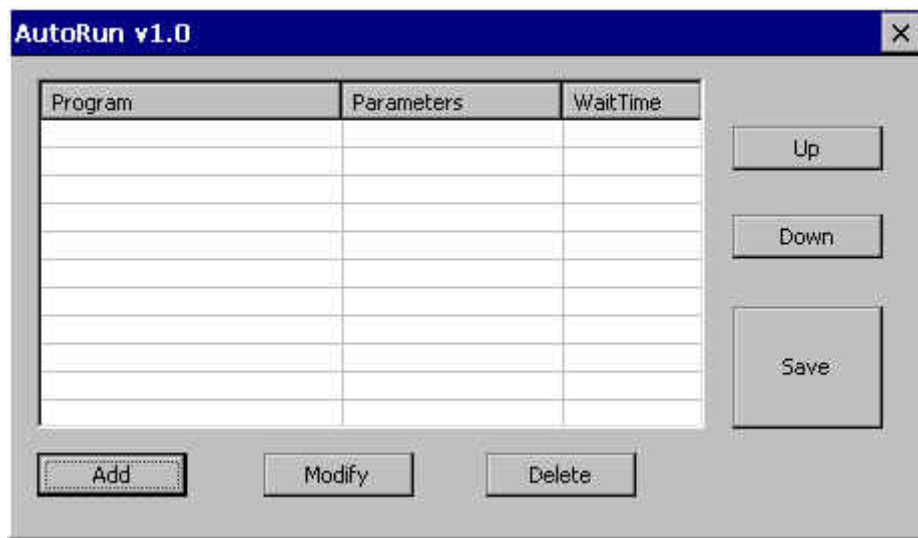 AutoRun v1.0
Program Parameters WaitTime
Up
Down
Save
Add Modify Delete